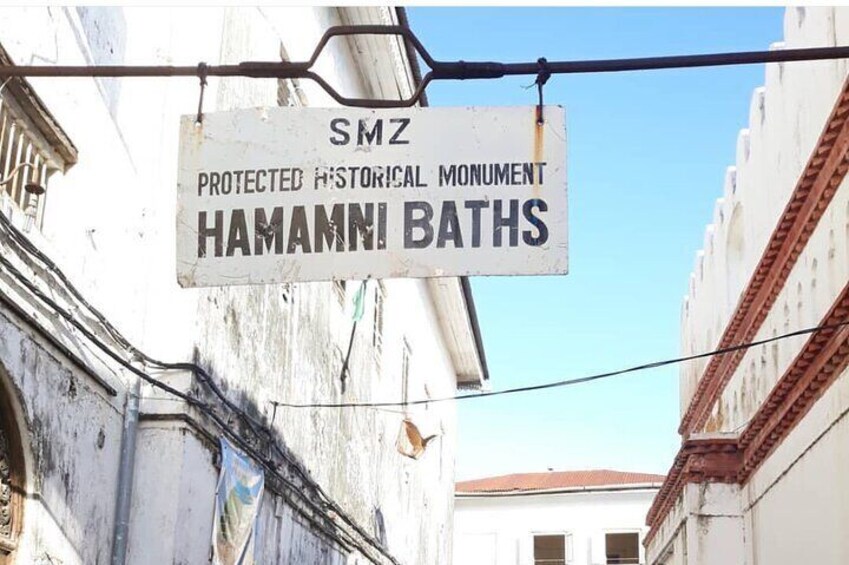 SMZ
PROTECTED HISTORICAL MONUMENT
HAMAMNI BATHS